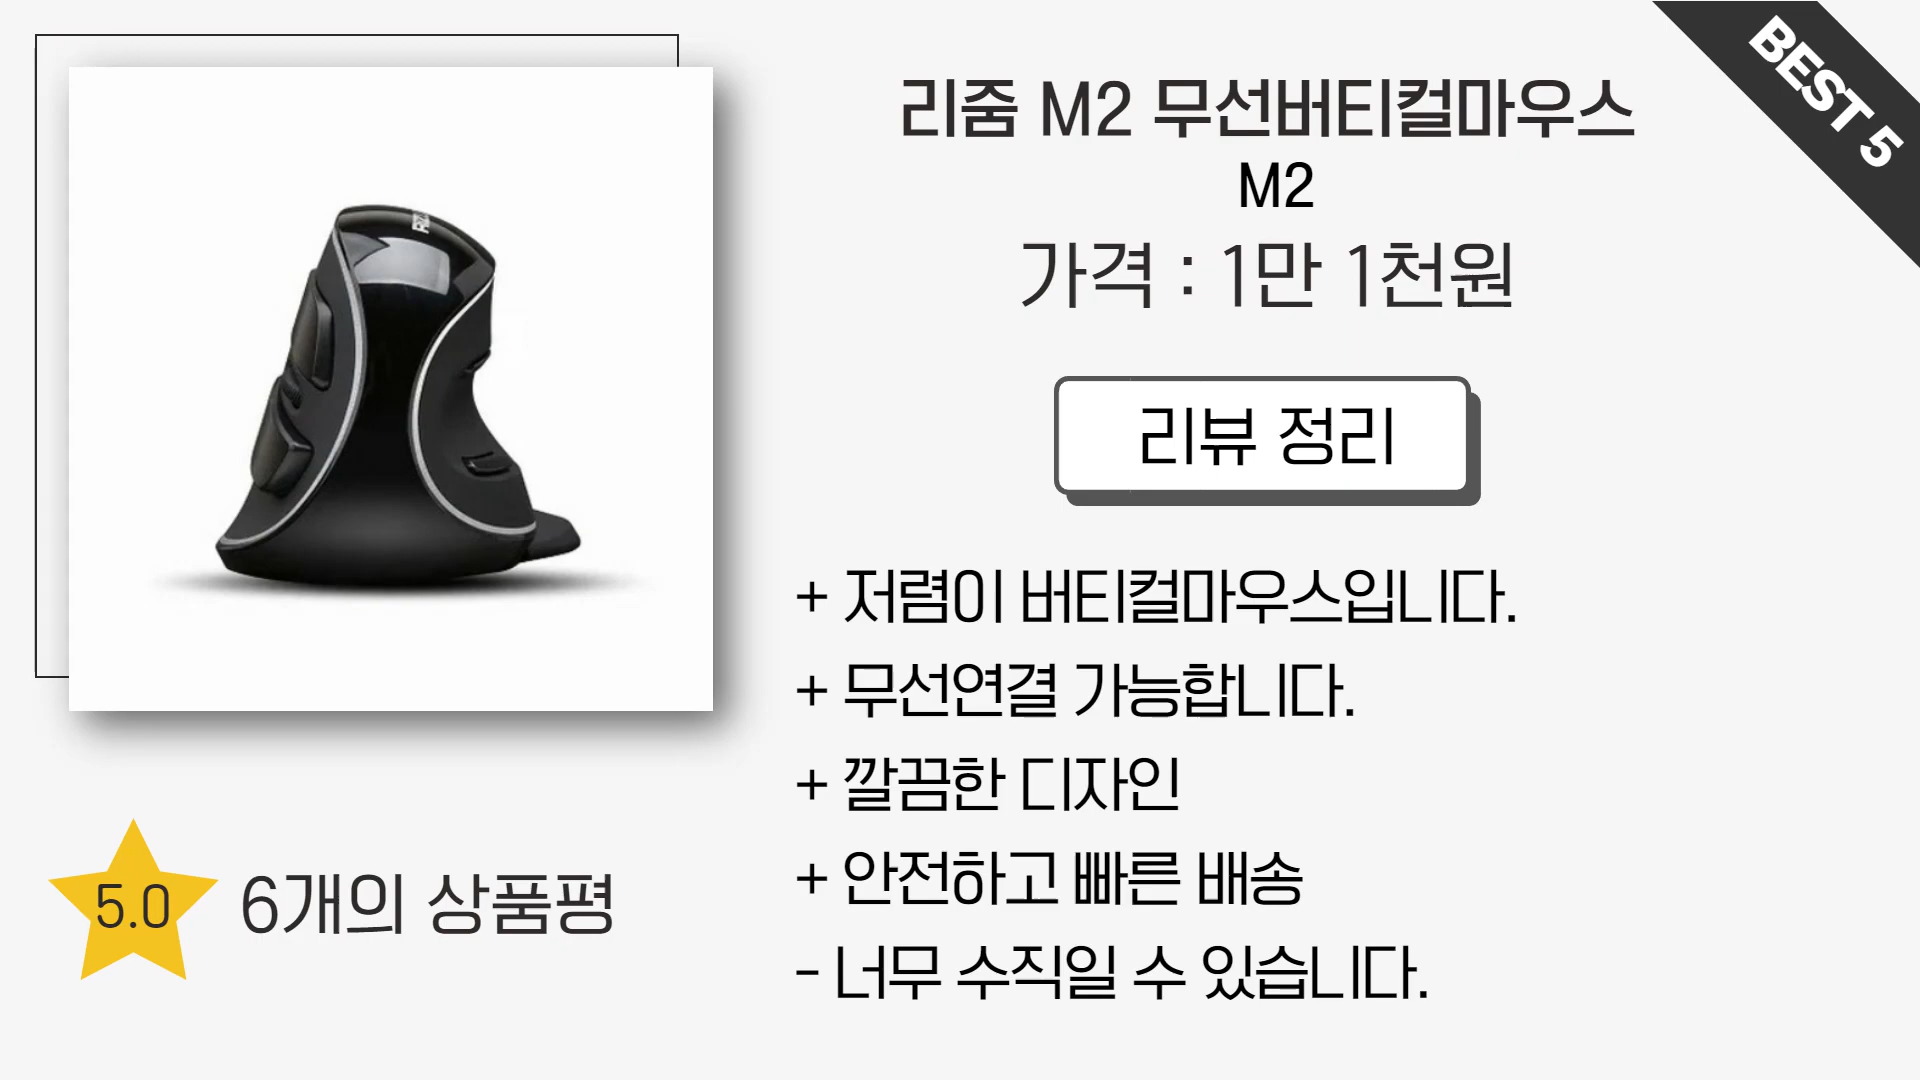 BEST 5
리줌 M2 무선버티컬마우스
M2
가격 : 1만 1천원
리뷰 정리
+ 저렴이 버티컬마우스입니다.
+ 무선연결 가능합니다.
+ 깔끔한 디자인
+ 안전하고 빠른 배송
- 너무 수직일 수 있습니다.
5.0
6개의 상품평